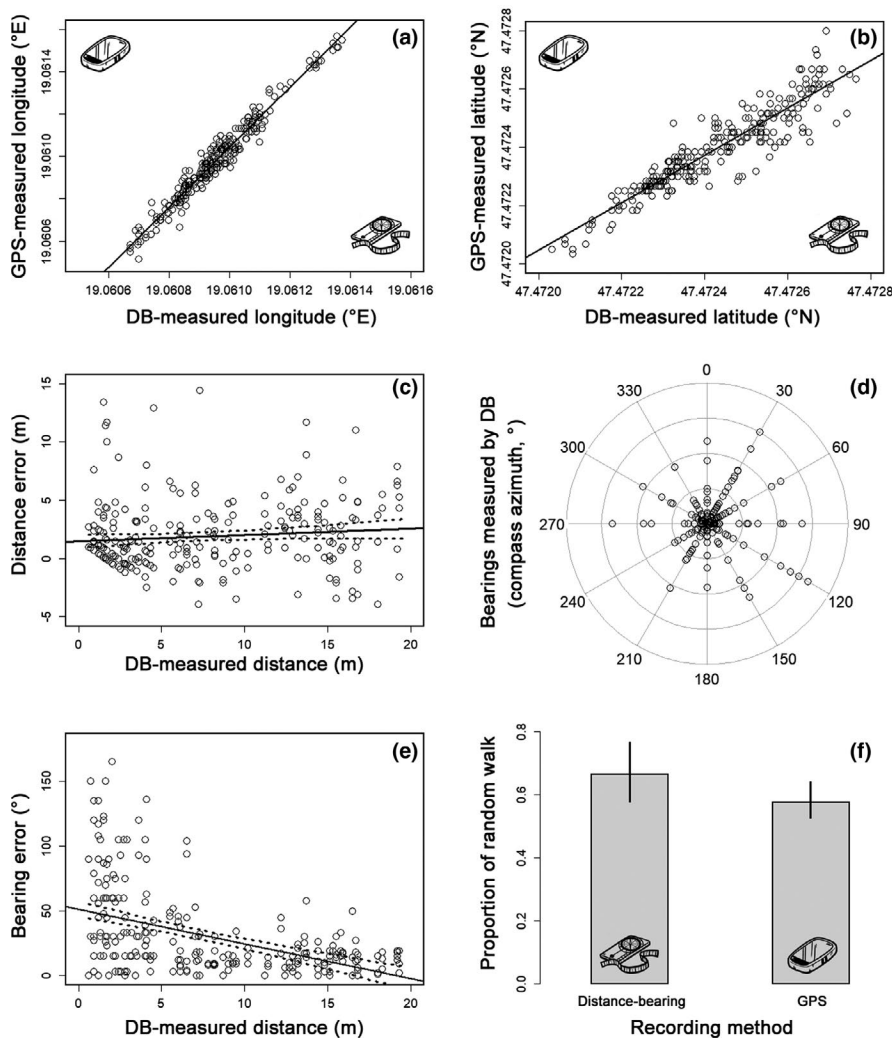 (a)
GPS-measured longitude (°E)
19.0606 19.0610 19.0614
19.0606 19.0608 19.0610 19.0612 19.0614 19.0616
DB-measured longitude (°E)
(b)
GPS-measured latitude (°N)
47.4720 47.4722 47.4724 47.4726 47.4728
47.4720 47.4722 47.4724 47.4726 47.4728
DB-measured latitude (°N)
(c)
Distance error (m)
-5 0 5 10 15
0 5 10 15 20
DB-measured distance (m)
(d)
Bearings measured by DB
(compass azimuth, °)
0
30
60
90
120
150
180
210
240
270
300
330
(e)
Bearing error (°)
0 50 100 150
0 5 10 15 20
DB-measured distance (m)
(f)
Proportion of random walk
0.0 0.2 0.4 0.6 0.8
Distance-bearing GPS
Recording method